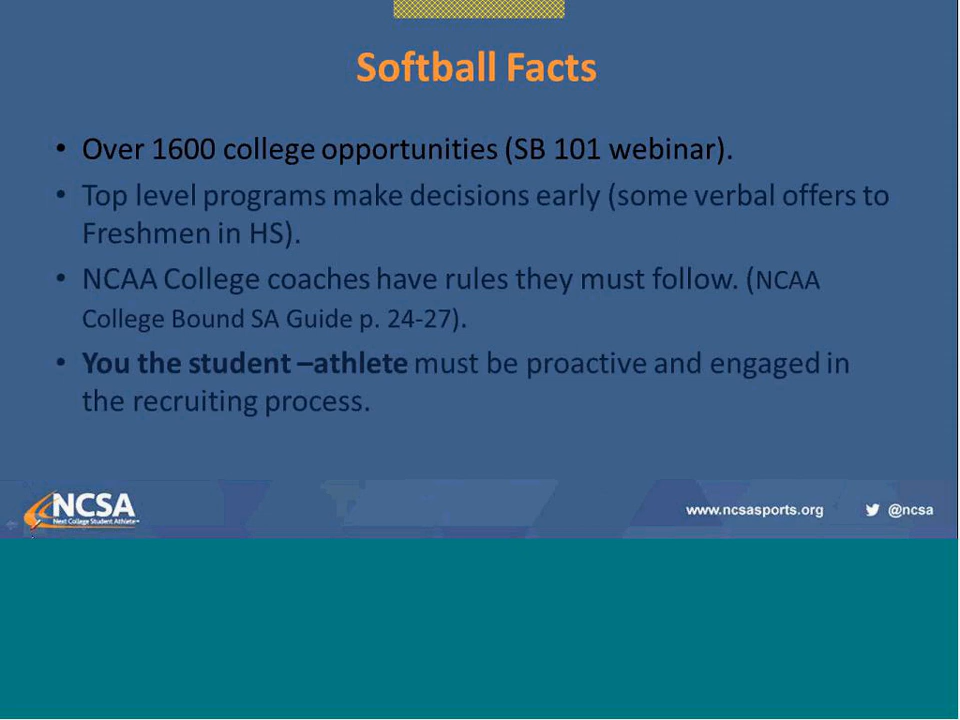 Softball Facts
• Over 1600 college opportunities (SB 101 webinar).
• Top level programs make decisions early (some verbal offers to
Freshmen in HS).
• NCAA College coaches have rules they must follow. (NCAA
College Bound SA Guide p. 24-27).
• You the student –athlete must be proactive and engaged in
the recruiting process.
NCSA
Next College Student Athlete™
www.ncsasports.org
@ncsa